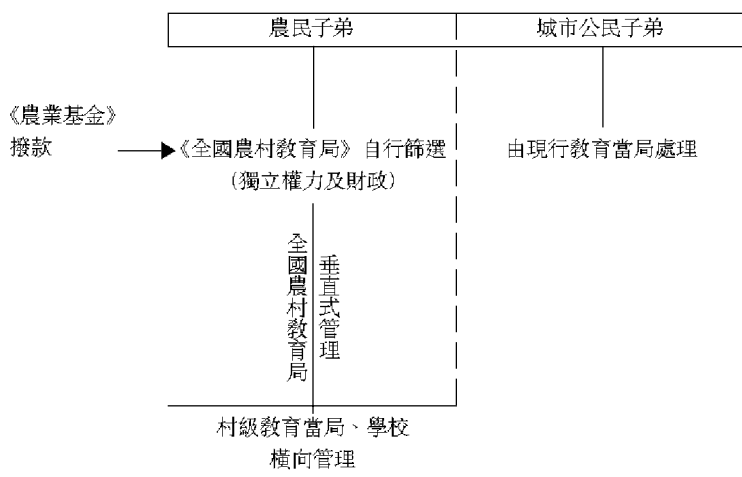 農民子弟
城市公民子弟
《農業基金》
撥款
《全國農村教育局》自行篩選
(獨立權力及財政)
由現行教育當局處理
全國農村教育局
垂直式管理
村級教育當局、學校
橫向管理